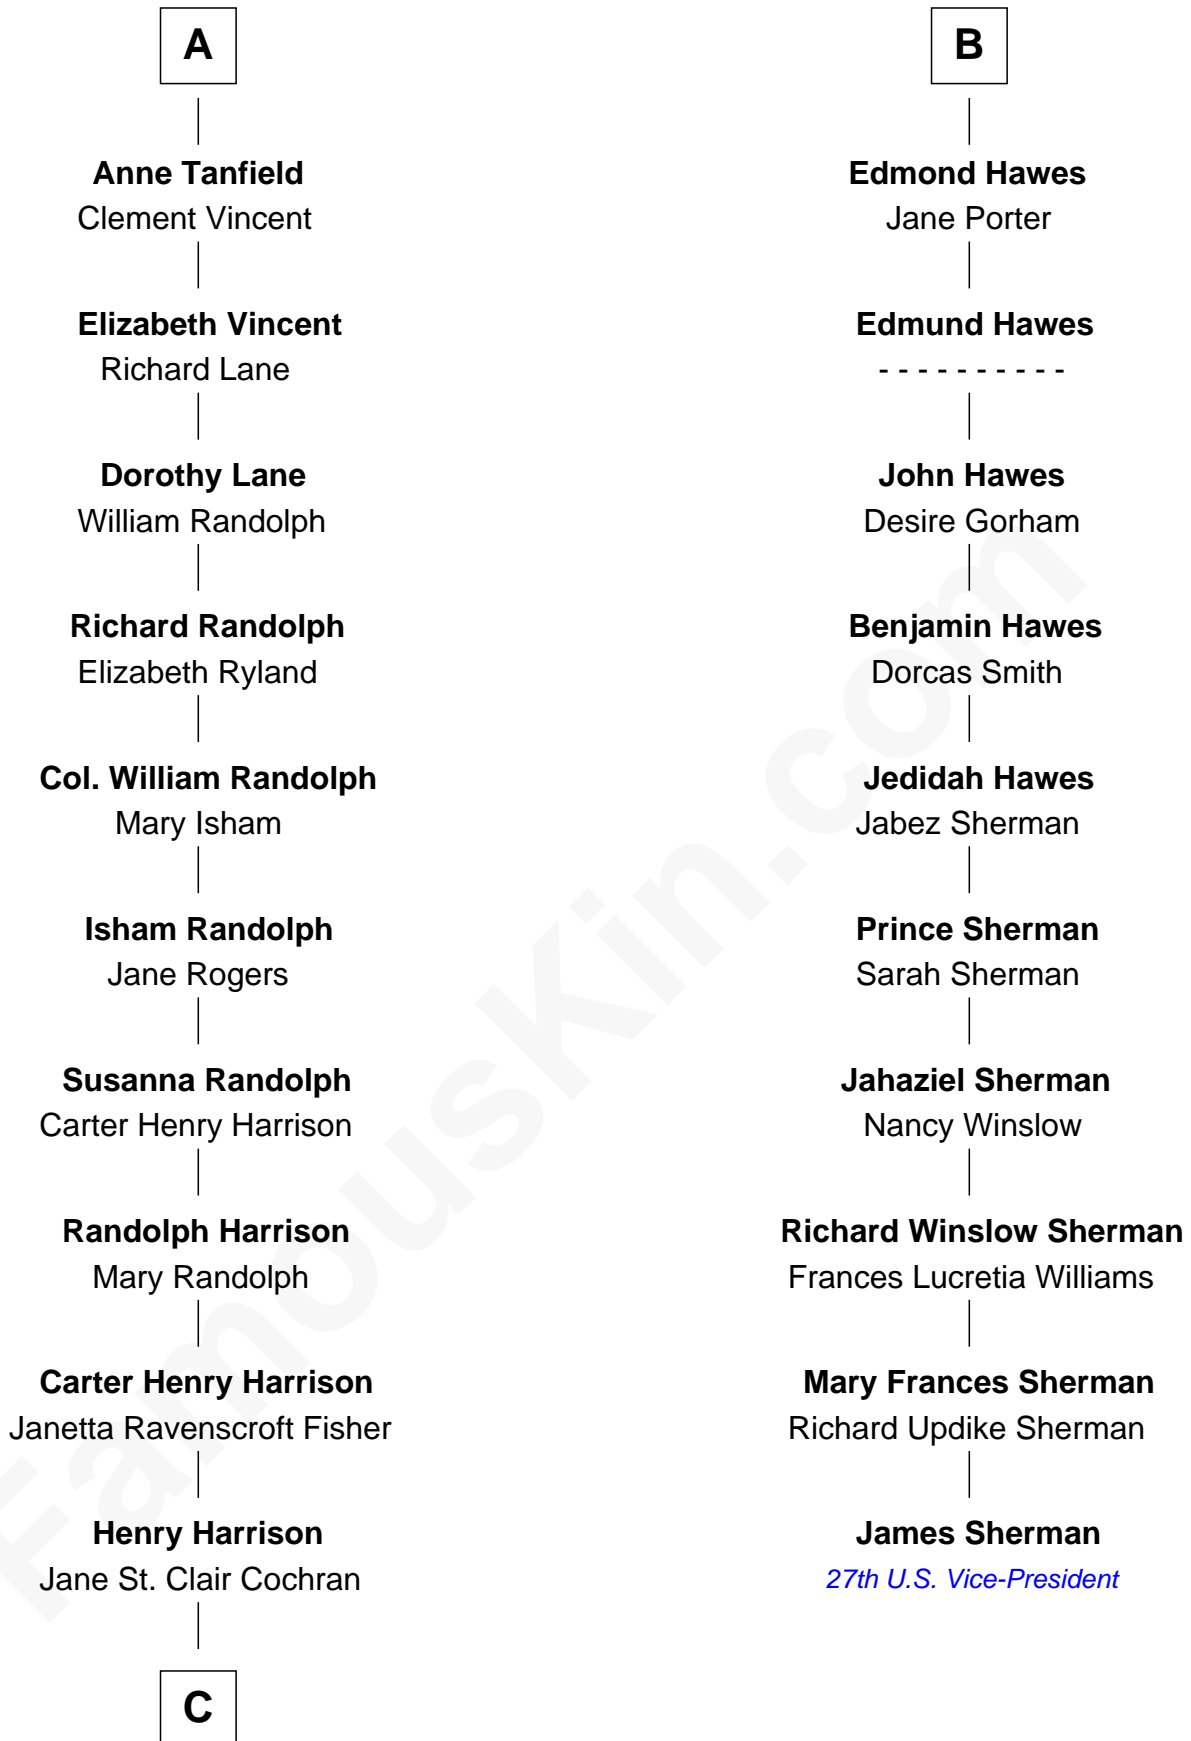 A
Anne Tanfield
Clement Vincent
Elizabeth Vincent
Richard Lane
Dorothy Lane
William Randolph
Richard Randolph
Elizabeth Ryland
Col. William Randolph
Mary Isham
Isham Randolph
Jane Rogers
Susanna Randolph
Carter Henry Harrison
Randolph Harrison
Mary Randolph
Carter Henry Harrison
Janetta Ravenscroft Fisher
Henry Harrison
Jane St. Clair Cochran
C
B
Edmond Hawes
Jane Porter
Edmund Hawes
- - - - - - - - - -
John Hawes
Desire Gorham
Benjamin Hawes
Dorcas Smith
Jedidah Hawes
Jabez Sherman
Prince Sherman
Sarah Sherman
Jahaziel Sherman
Nancy Winslow
Richard Winslow Sherman
Frances Lucretia Williams
Mary Frances Sherman
Richard Updike Sherman
James Sherman
27th U.S. Vice-President
FamousKin.com